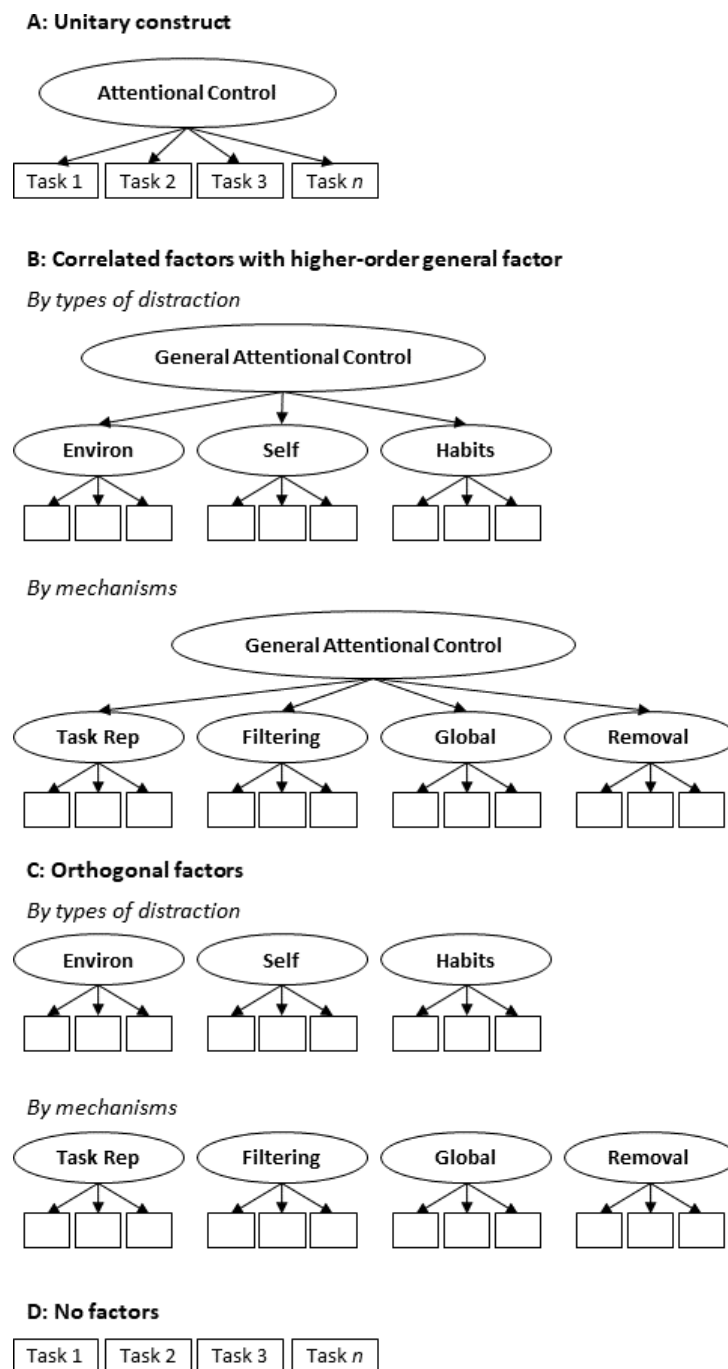 A: Unitary construct
Attentional Control
Task 1 Task 2 Task 3 Task n
B: Correlated factors with higher-order general factor
By types of distraction
General Attentional Control
Environ Self Habits
By mechanisms
General Attentional Control
Task Rep Filtering Global Removal
C: Orthogonal factors
By types of distraction
Environ Self Habits
By mechanisms
Task Rep Filtering Global Removal
D: No factors
Task 1 Task 2 Task 3 Task n